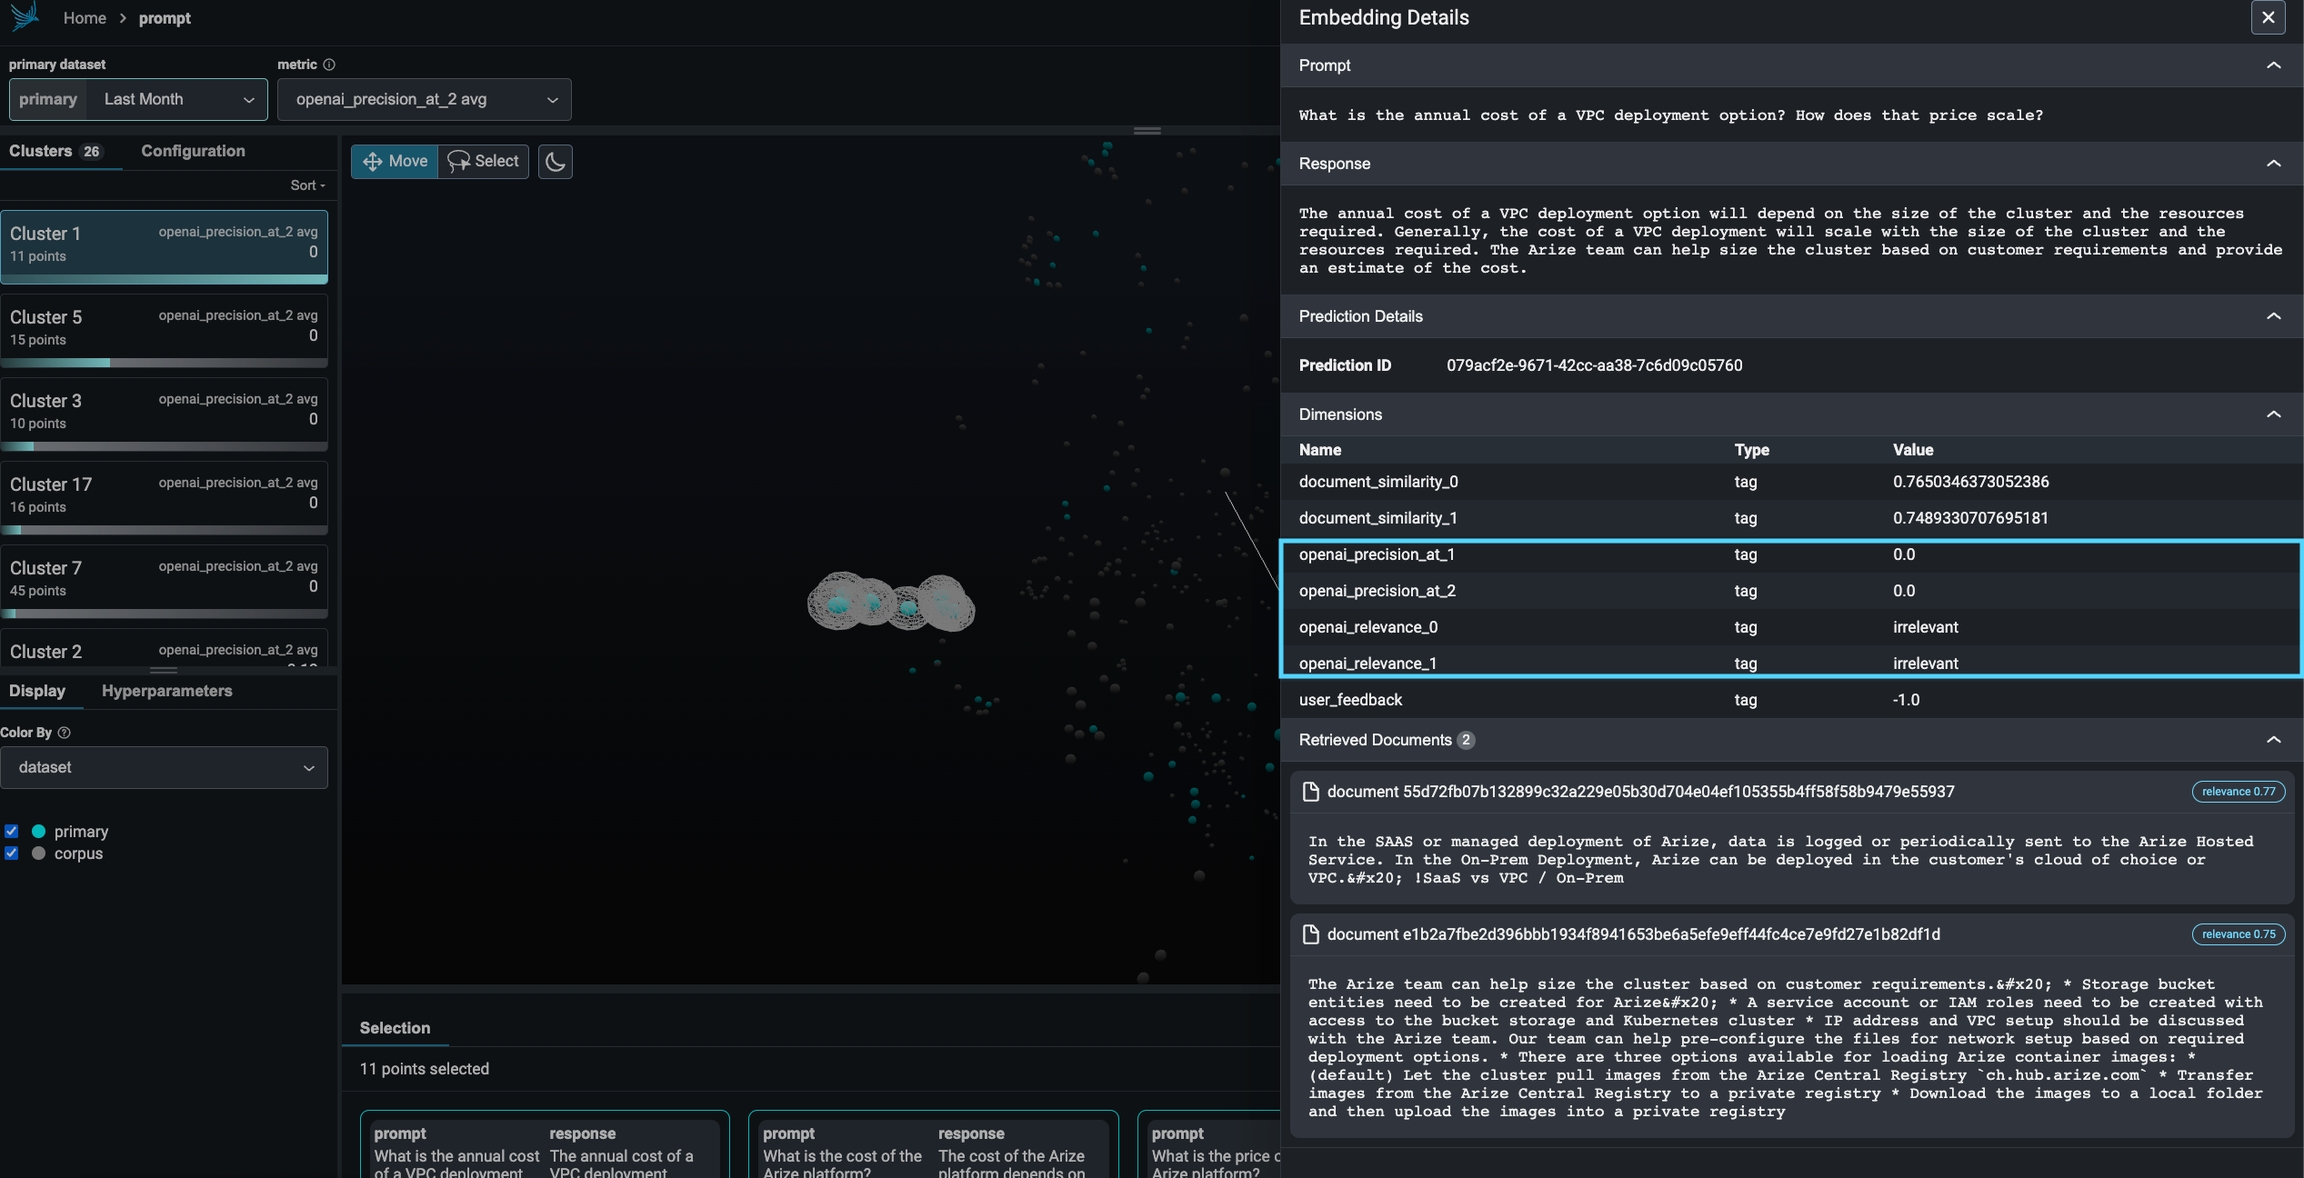 Home > prompt
primary dataset
metric
primary Last Month
openai_precision_at_2 avg
Clusters 26
Configuration
Sort
Cluster 1
openai_precision_at_2 avg
11 points
0
Cluster 5
openai_precision_at_2 avg
15 points
0
Cluster 3
openai_precision_at_2 avg
10 points
0
Cluster 17
openai_precision_at_2 avg
16 points
0
Cluster 7
openai_precision_at_2 avg
45 points
0
Cluster 2
openai_precision_at_2 avg
Display
Hyperparameters
Color By
dataset
primary
corpus
Move
Select
Selection
11 points selected
prompt
response
What is the annual cost
of a VPC deployment
The annual cost of a
VPC deployment
prompt
response
What is the cost of the
Arize platform?
The cost of the Arize
platform depends on
prompt
What is the price
Arize platform?
Embedding Details
Prompt
What is the annual cost of a VPC deployment option? How does that price scale?
Response
The annual cost of a VPC deployment option will depend on the size of the cluster and the resources
required. Generally, the cost of a VPC deployment will scale with the size of the cluster and the
resources required. The Arize team can help size the cluster based on customer requirements and provide
an estimate of the cost.
Prediction Details
Prediction ID 079acf2e-9671-42cc-aa38-7c6d09c05760
Dimensions
Name Type Value
document_similarity_0 tag 0.7650346373052386
document_similarity_1 tag 0.7489330707695181
openai_precision_at_1 tag 0.0
openai_precision_at_2 tag 0.0
openai_relevance_0 tag irrelevant
openai_relevance_1 tag irrelevant
user_feedback tag -1.0
Retrieved Documents 2
document 55d72fb07b132899c32a229e05b30d704e04ef105355b4ff58f58b9479e55937
relevance 0.77
In the SAAS or managed deployment of Arize, data is logged or periodically sent to the Arize Hosted
Service. In the On-Prem Deployment, Arize can be deployed in the customer's cloud of choice or
VPC.&#x20; !SaaS vs VPC / On-Prem
document e1b2a7fbe2d396bbb1934f8941653be6a5efe9eff44fc4ce7e9fd27e1b82df1d
relevance 0.75
The Arize team can help size the cluster based on customer requirements.&#x20; * Storage bucket
entities need to be created for Arize&#x20; * A service account or IAM roles need to be created with
access to the bucket storage and Kubernetes cluster * IP address and VPC setup should be discussed
with the Arize team. Our team can help pre-configure the files for network setup based on required
deployment options. * There are three options available for loading Arize container images: *
(default) Let the cluster pull images from the Arize Central Registry `ch.hub.arize.com` * Transfer
images from the Arize Central Registry to a private registry * Download the images to a local folder
and then upload the images into a private registry